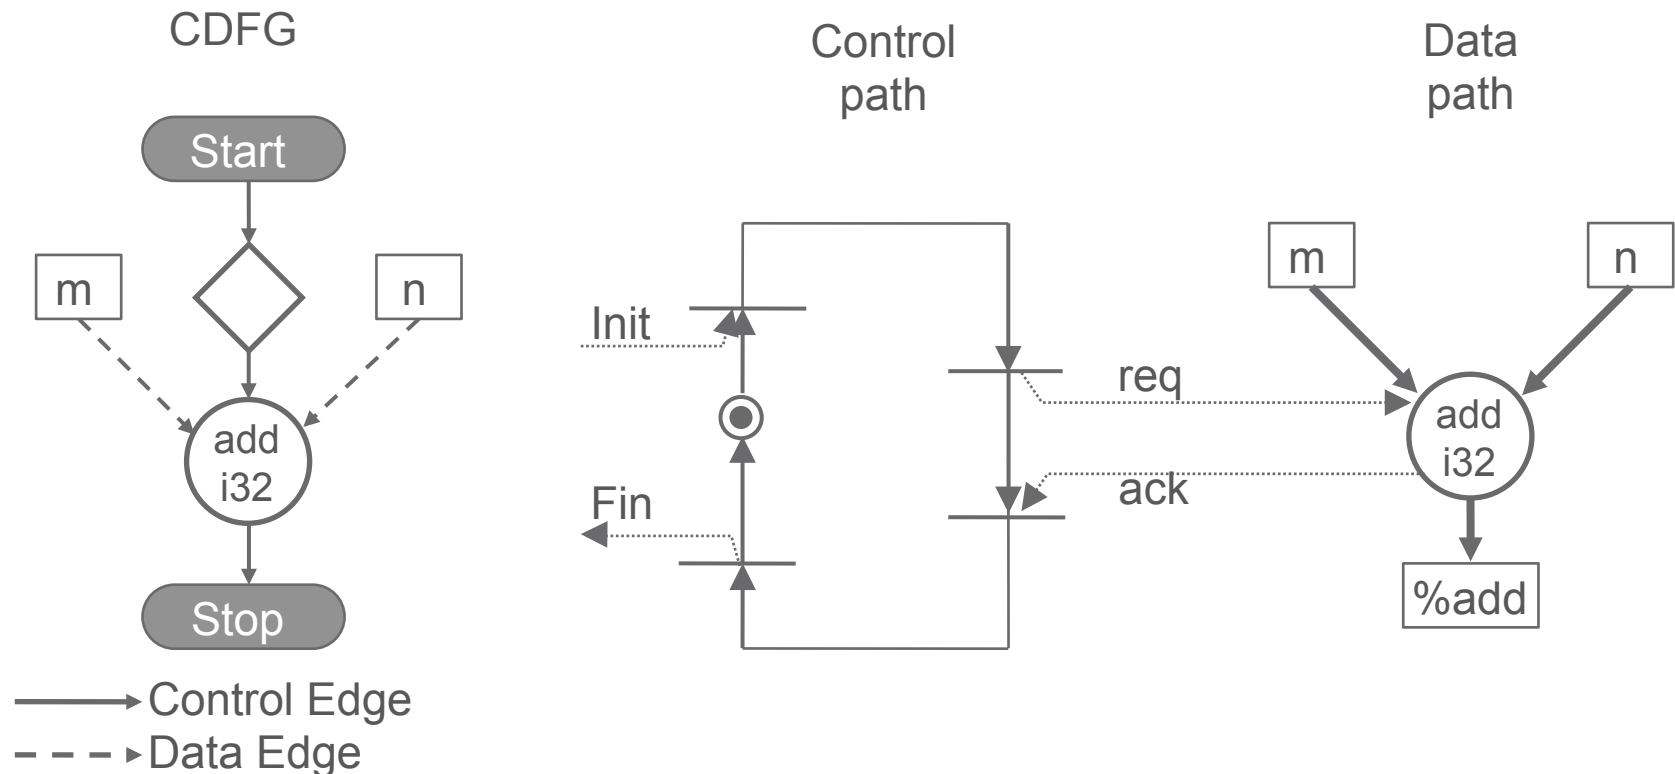 CDFG
Start
m
n
add
i32
Stop
Control Edge
Data Edge
Control
path
Init
Fin
req
ack
Data
path
m
n
add
i32
%add